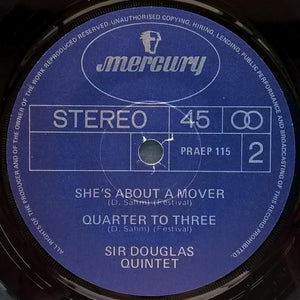 UNAUTHORISED COPYING, HIRING, LENDING, PUBLIC PERFORMANCE AND BROADCASTING OF THIS RECORD PROHIBITED
ALL RIGHTS OF THE PRODUCER AND OF THE OWNER OF THE WORK REPRODUCED RESERVED.
mercury
STEREO 45
PRAEP 115 2
SHE'S ABOUT A MOVER
(D. Sahm) (Festival)
QUARTER TO THREE
(D. Sahm) (Festival)
SIR DOUGLAS
QUINTET